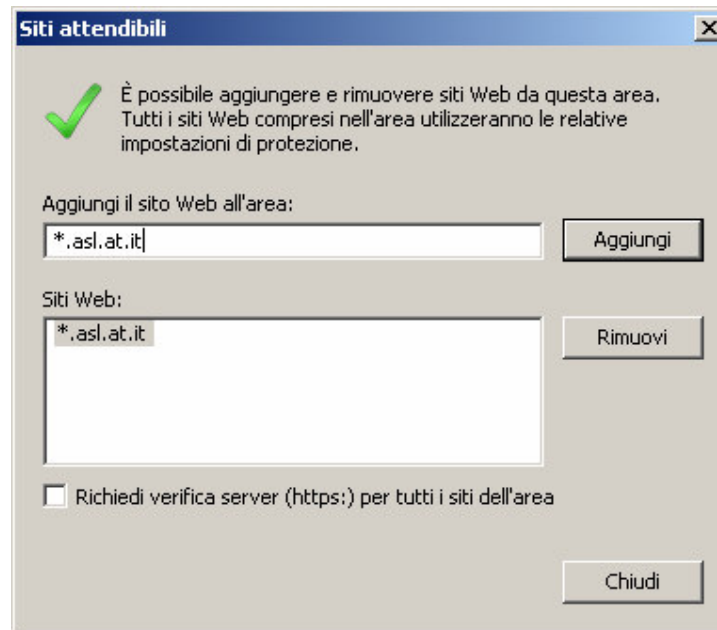 Siti attendibili
È possibile aggiungere e rimuovere siti Web da questa area.
Tutti i siti Web compresi nell'area utilizzeranno le relative
impostazioni di protezione.
Aggiungi il sito Web all'area:
*.asl.at.it
Aggiungi
Siti Web:
*.asl.at.it
Rimuovi
Richiedi verifica server (https:) per tutti i siti dell'area
Chiudi